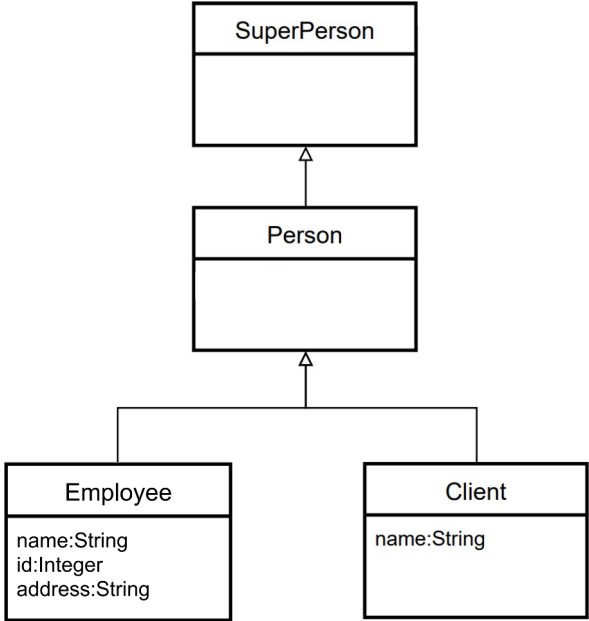 SuperPerson
Person
Employee
name:String
id:Integer
address:String
Client
name:String